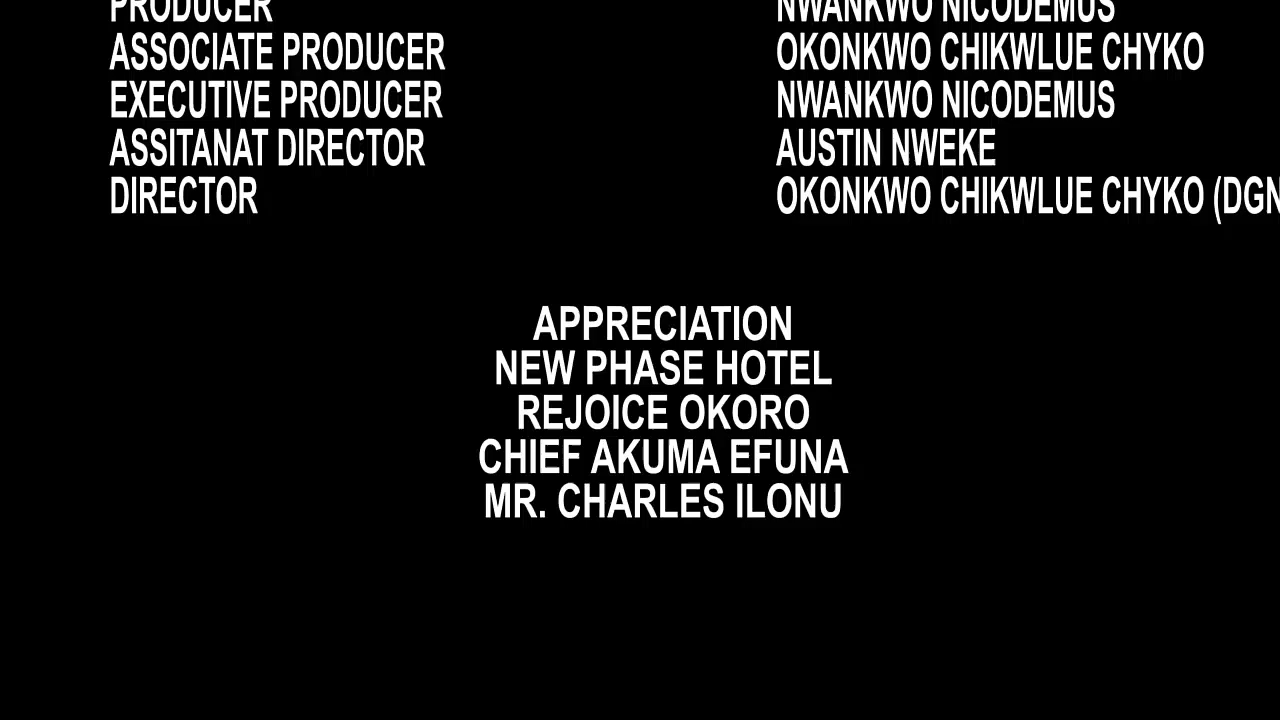 PRODUCER NWANKWO NICODEMUS
ASSOCIATE PRODUCER OKONKWO CHIKWLUE CHYKO
EXECUTIVE PRODUCER NWANKWO NICODEMUS
ASSITANAT DIRECTOR AUSTIN NWEKE
DIRECTOR OKONKWO CHIKWLUE CHYKO (DGN
APPRECIATION
NEW PHASE HOTEL
REJOICE OKORO
CHIEF AKUMA EFUNA
MR. CHARLES ILONU